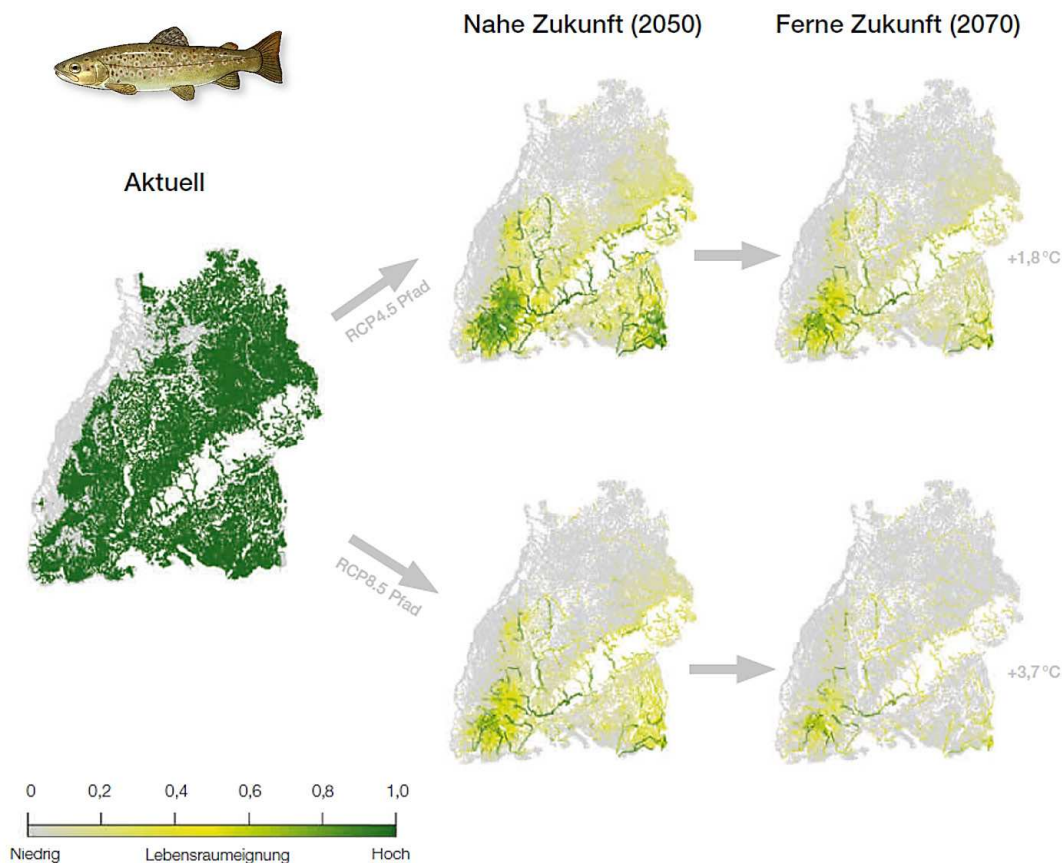 Nahe Zukunft (2050)
Ferne Zukunft (2070)
Aktuell
RCP4.5 Pfad
+1,8 °C
RCP8.5 Pfad
+3,7 °C
0 0,2 0,4 0,6 0,8 1,0
Niedrig Lebensraumeignung Hoch